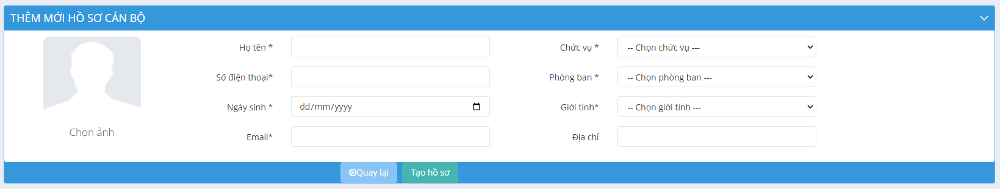 THÊM MỚI HỒ SƠ CÁN BỘ
Họ tên *
Chức vụ *
-- Chọn chức vụ ---
Số điện thoại*
Phòng ban *
-- Chọn phòng ban ---
Ngày sinh *
dd/mm/yyyy
Giới tính*
-- Chọn giới tính ---
Chọn ảnh
Email*
Địa chỉ
Quay lại
Tạo hồ sơ